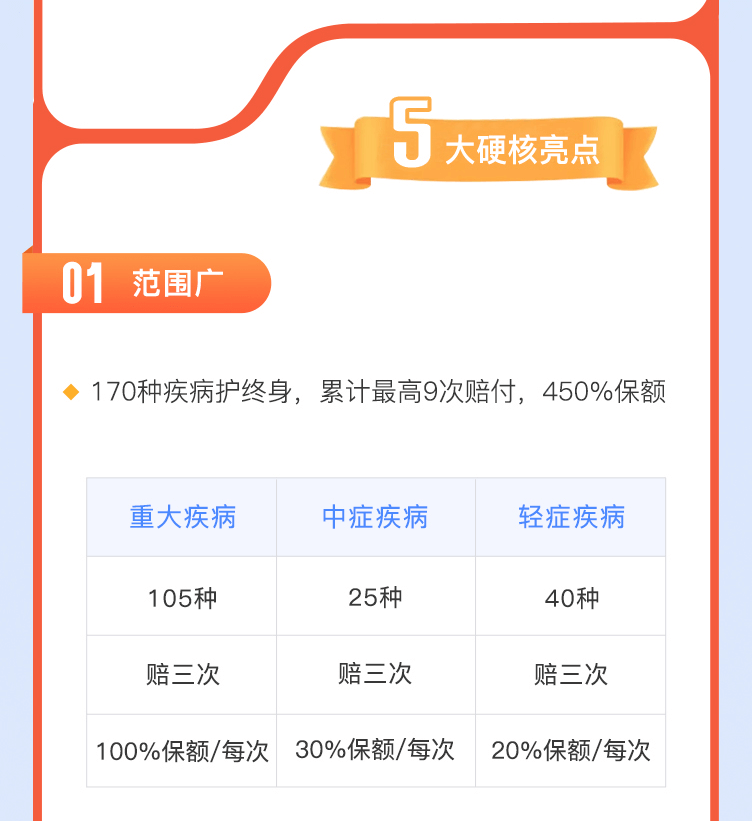 5大硬核亮点
01 范围广
170种疾病护终身，累计最高9次赔付，450%保额
重大疾病 中症疾病 轻症疾病
105种 25种 40种
赔三次 赔三次 赔三次
100%保额/每次 30%保额/每次 20%保额/每次